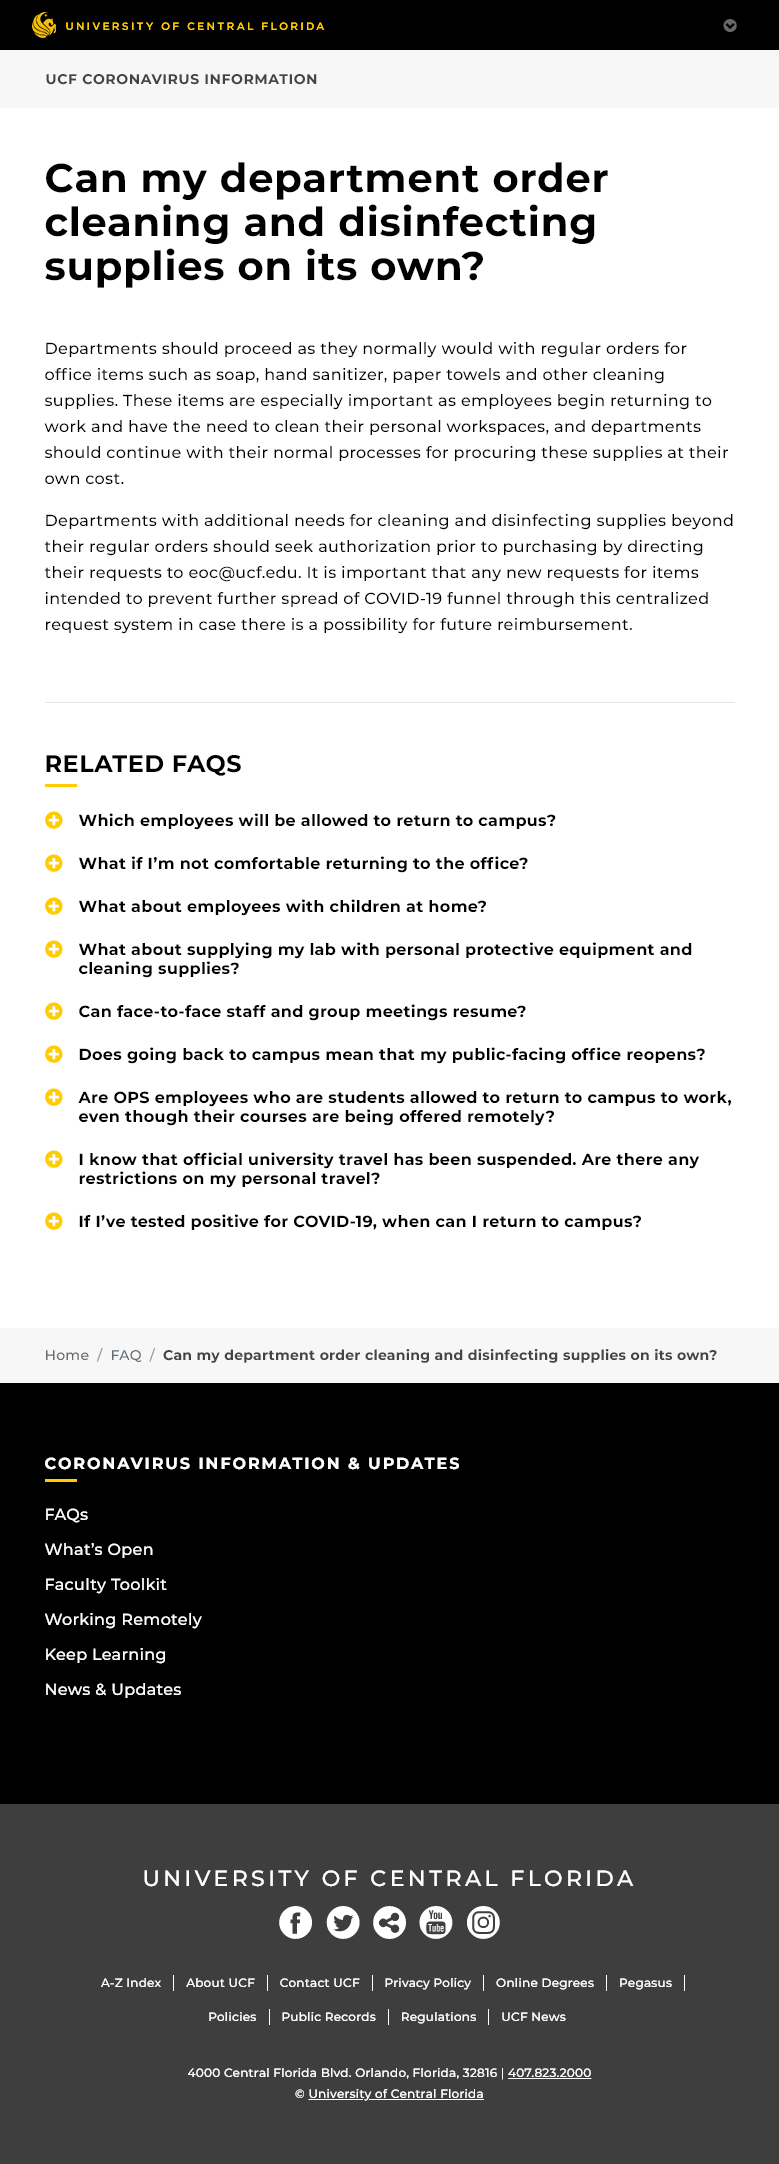 UNIVERSITY OF CENTRAL FLORIDA
UCF CORONAVIRUS INFORMATION
Can my department order
cleaning and disinfecting
supplies on its own?
Departments should proceed as they normally would with regular orders for
office items such as soap, hand sanitizer, paper towels and other cleaning
supplies. These items are especially important as employees begin returning to
work and have the need to clean their personal workspaces, and departments
should continue with their normal processes for procuring these supplies at their
own cost.
Departments with additional needs for cleaning and disinfecting supplies beyond
their regular orders should seek authorization prior to purchasing by directing
their requests to eoc@ucf.edu. It is important that any new requests for items
intended to prevent further spread of COVID-19 funnel through this centralized
request system in case there is a possibility for future reimbursement.
RELATED FAQS
Which employees will be allowed to return to campus?
What if I’m not comfortable returning to the office?
What about employees with children at home?
What about supplying my lab with personal protective equipment and
cleaning supplies?
Can face-to-face staff and group meetings resume?
Does going back to campus mean that my public-facing office reopens?
Are OPS employees who are students allowed to return to campus to work,
even though their courses are being offered remotely?
I know that official university travel has been suspended. Are there any
restrictions on my personal travel?
If I’ve tested positive for COVID-19, when can I return to campus?
Home / FAQ / Can my department order cleaning and disinfecting supplies on its own?
CORONAVIRUS INFORMATION & UPDATES
FAQs
What’s Open
Faculty Toolkit
Working Remotely
Keep Learning
News & Updates
UNIVERSITY OF CENTRAL FLORIDA
You
Tube
A-Z Index | About UCF | Contact UCF | Privacy Policy | Online Degrees | Pegasus |
Policies | Public Records | Regulations | UCF News
4000 Central Florida Blvd. Orlando, Florida, 32816 | 407.823.2000
© University of Central Florida